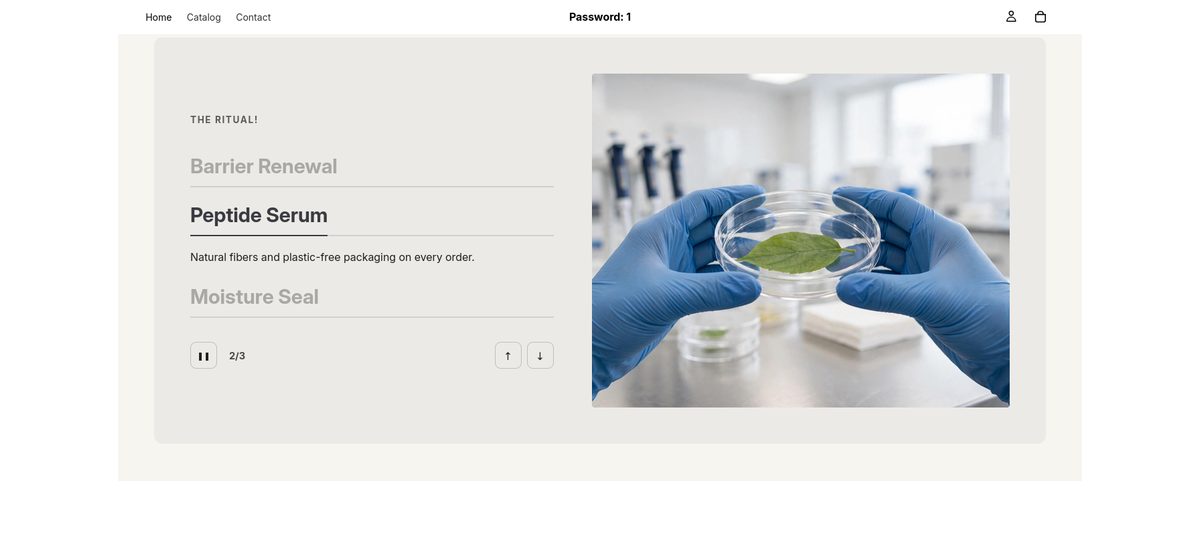 Home Catalog Contact Password: 1
THE RITUAL!
Barrier Renewal
Peptide Serum
Natural fibers and plastic-free packaging on every order.
Moisture Seal
2/3 ↑ ↓